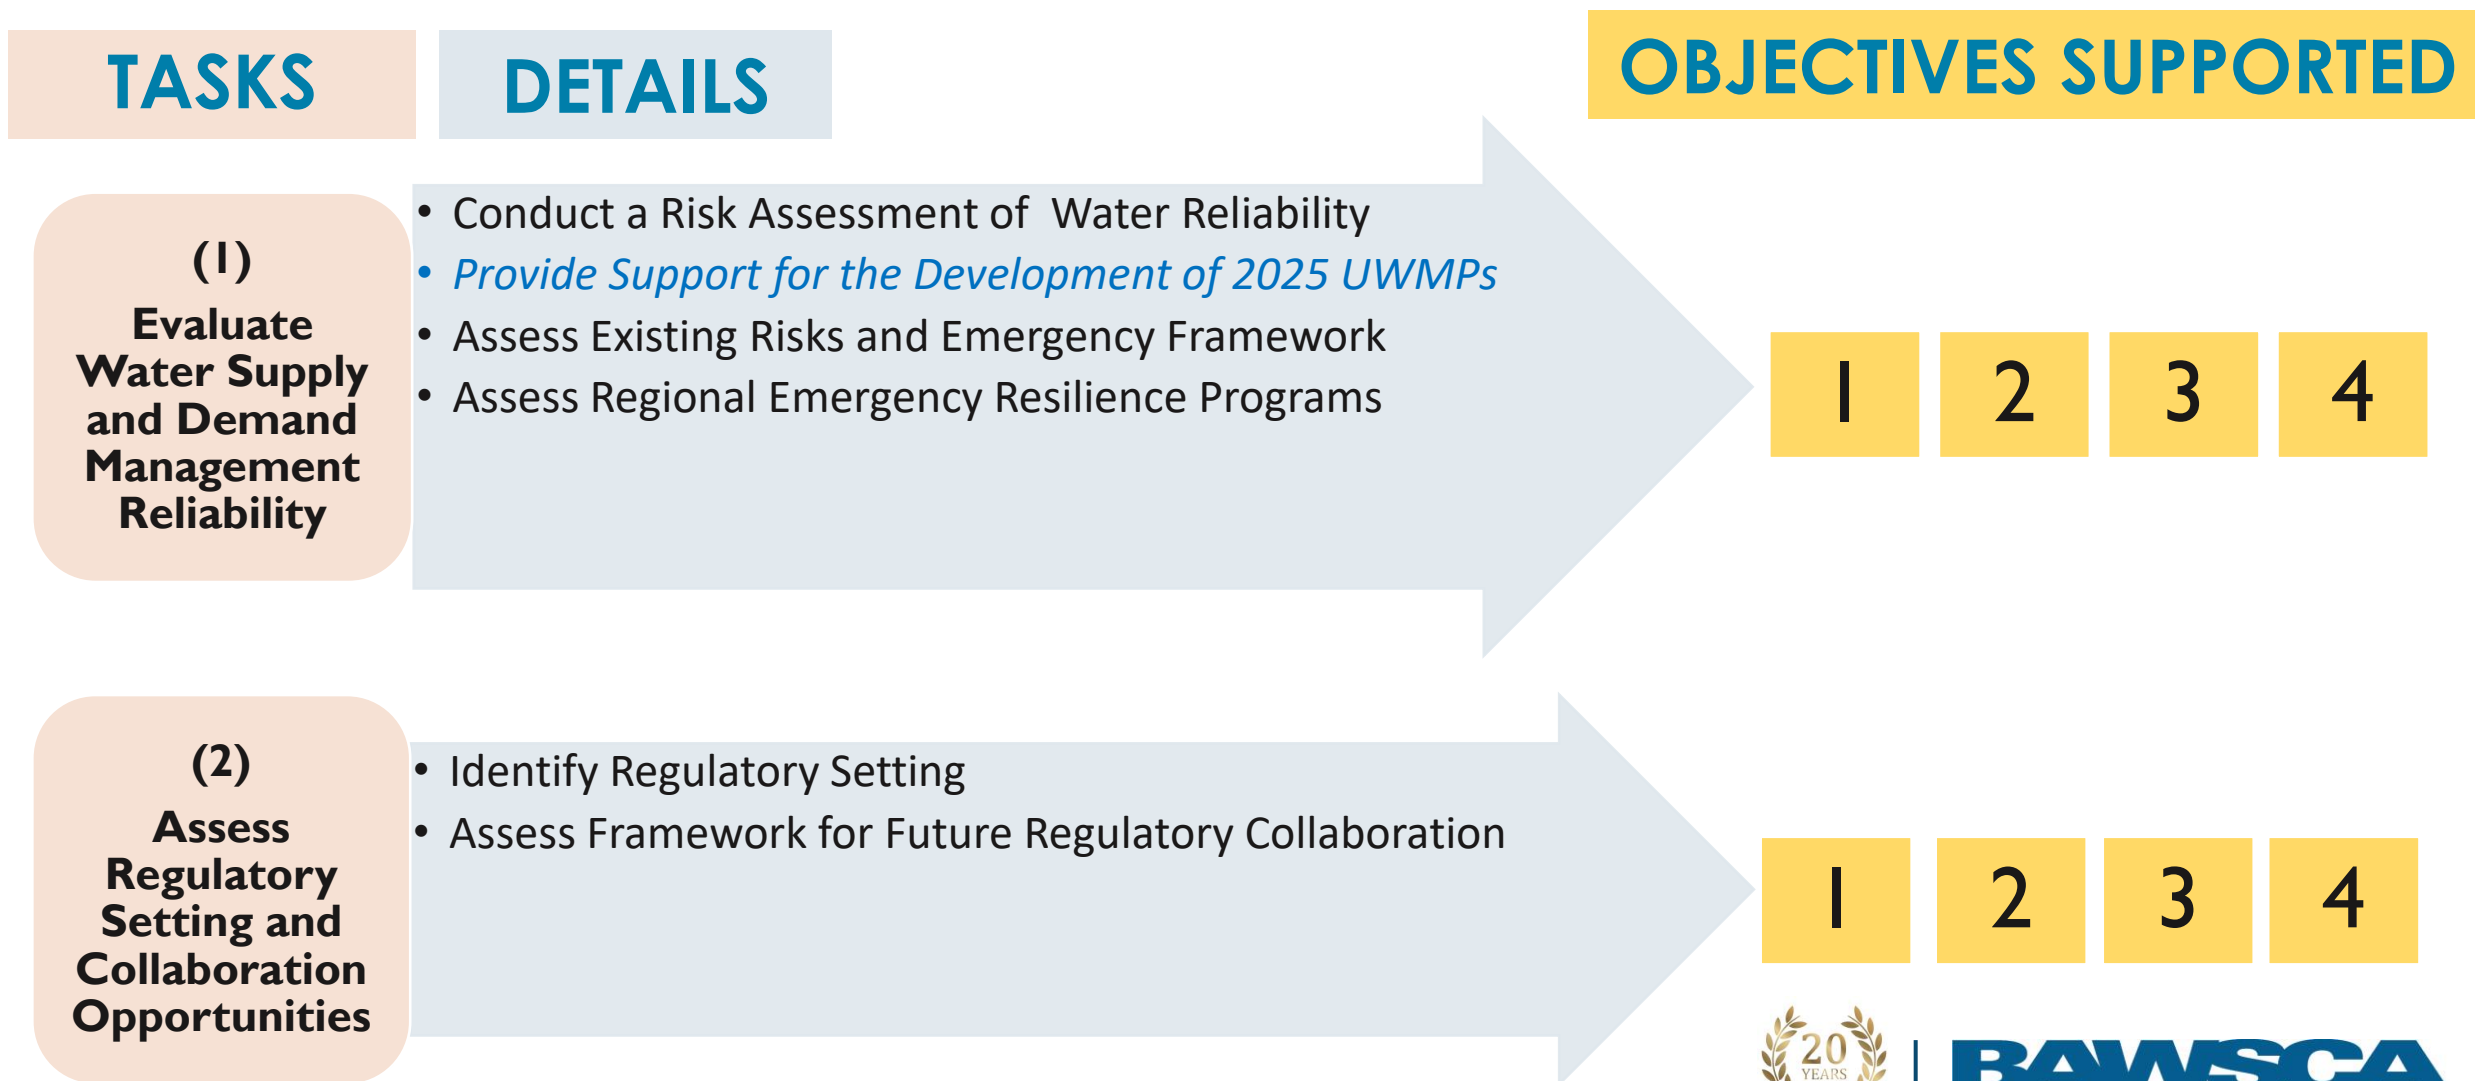 TASKS
DETAILS
OBJECTIVES SUPPORTED
(1)
Evaluate
Water Supply
and Demand
Management
Reliability
• Conduct a Risk Assessment of  Water Reliability
• Provide Support for the Development of 2025 UWMPs
• Assess Existing Risks and Emergency Framework
• Assess Regional Emergency Resilience Programs
1 2 3 4
(2)
Assess
Regulatory
Setting and
Collaboration
Opportunities
• Identify Regulatory Setting
• Assess Framework for Future Regulatory Collaboration
1 2 3 4
20
YEARS
BAWSCA